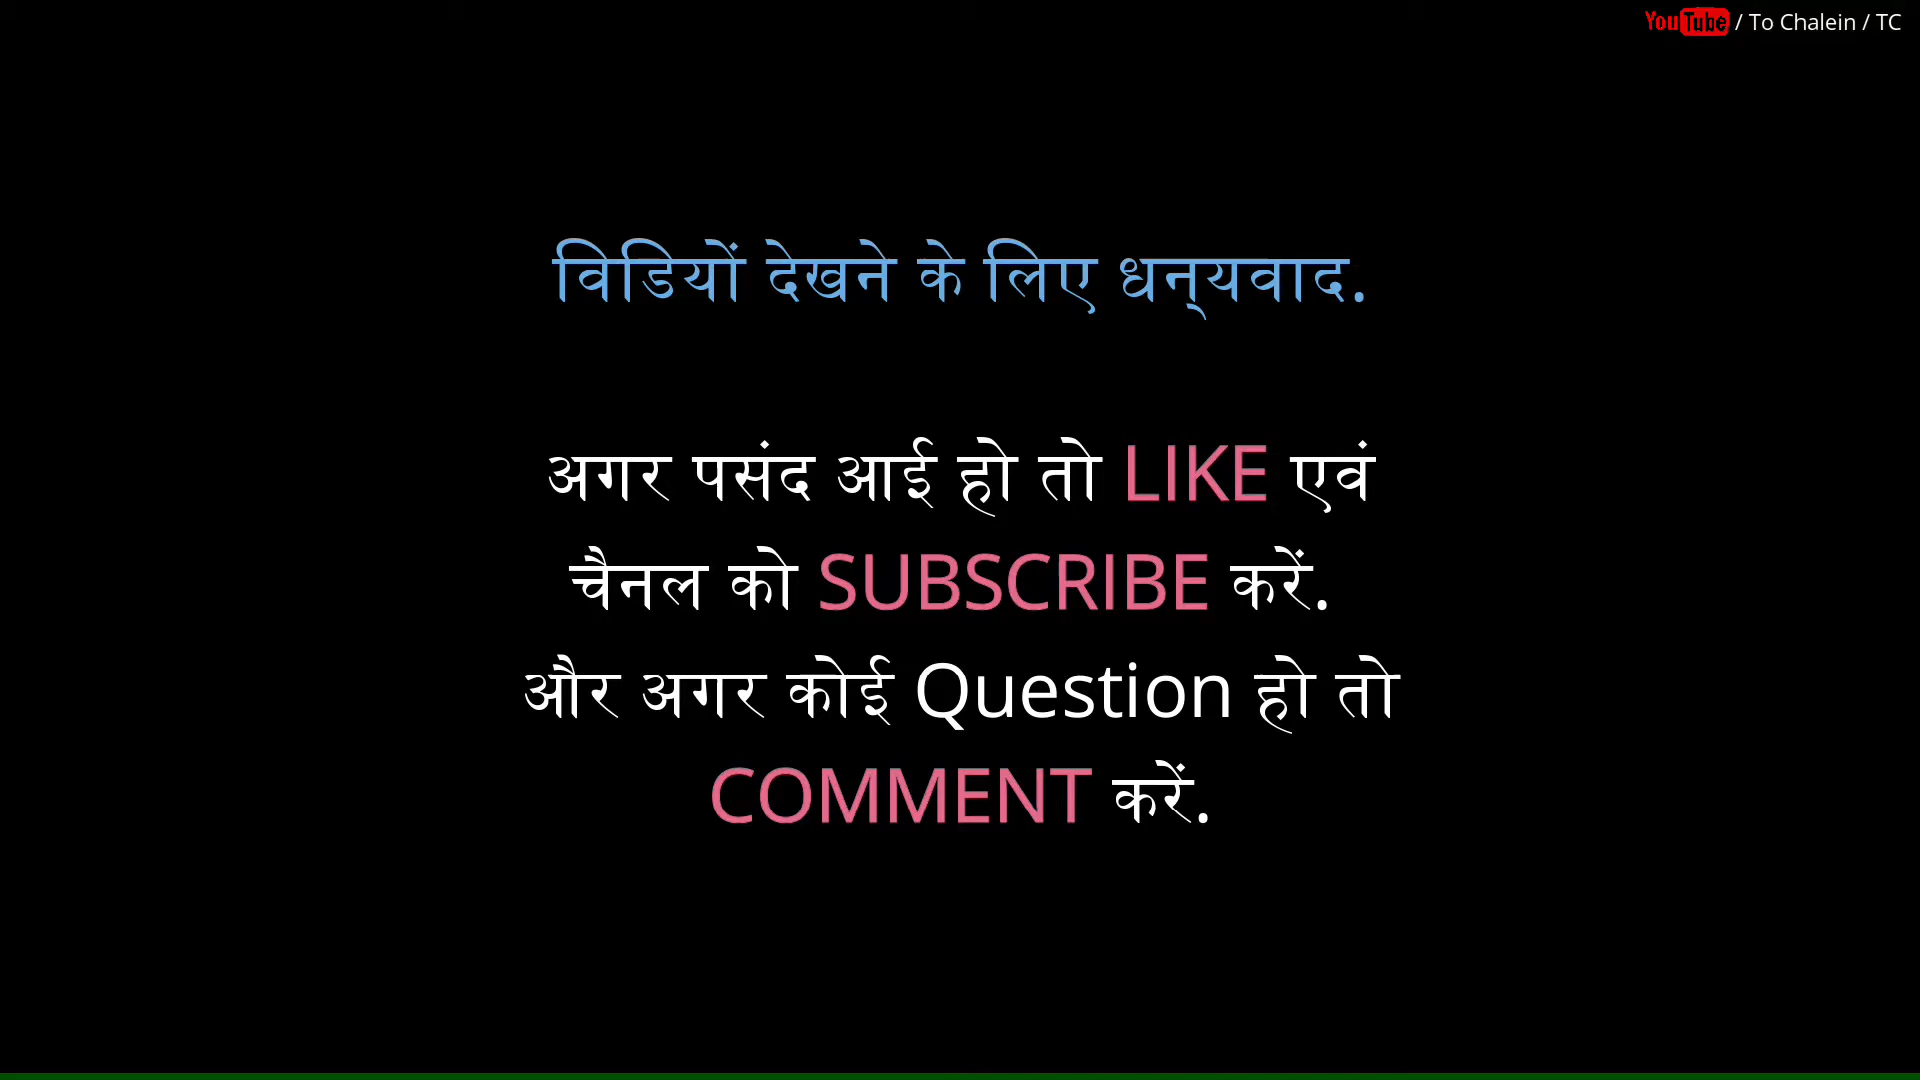 YouTube / To Chalein / TC
विडियों देखने के लिए धन्‌यवाद.
अगर पसंद आई हो तो LIKE एवं
चैनल को SUBSCRIBE करें.
और अगर कोई Question हो तो
COMMENT करें.